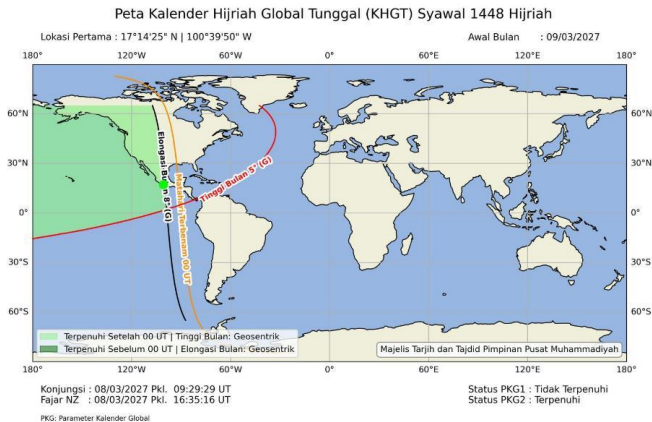 Peta Kalender Hijriah Global Tunggal (KHGT) Syawal 1448 Hijriah
Lokasi Pertama : 17°14'25" N | 100°39'50" W
Awal Bulan : 09/03/2027
180° 120°W 60°W 0° 60°E 120°E 180°
60°N 60°N
30°N 30°N
0° 0°
30°S 30°S
60°S 60°S
Elongasi Bulan 8° (G)
Matahari Terbenam 00 UT
Tinggi Bulan 5° (G)
Terpenuhi Setelah 00 UT | Tinggi Bulan: Geosentrik
Terpenuhi Sebelum 00 UT | Elongasi Bulan: Geosentrik
Majelis Tarjih dan Tajdid Pimpinan Pusat Muhammadiyah
180° 120°W 60°W 0° 60°E 120°E 180°
Konjungsi : 08/03/2027 Pkl. 09:29:29 UT
Fajar NZ : 08/03/2027 Pkl. 16:35:16 UT
Status PKG1 : Tidak Terpenuhi
Status PKG2 : Terpenuhi
PKG: Parameter Kalender Global